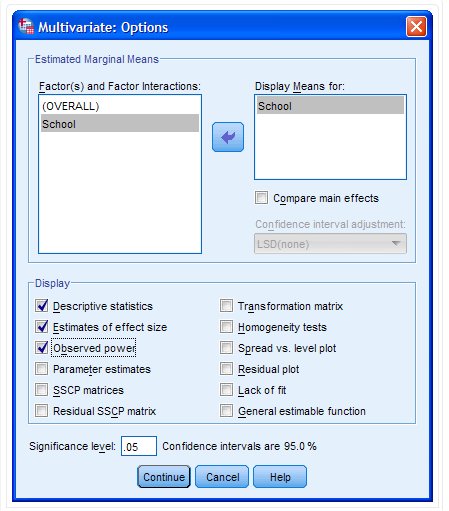 Multivariate: Options
Estimated Marginal Means
Factor(s) and Factor Interactions:
(OVERALL)
School
Display Means for:
School
Compare main effects
Confidence interval adjustment:
LSD(none)
Display
Descriptive statistics
Estimates of effect size
Observed power
Parameter estimates
SSCP matrices
Residual SSCP matrix
Transformation matrix
Homogeneity tests
Spread vs. level plot
Residual plot
Lack of fit
General estimable function
Significance level: .05 Confidence intervals are 95.0 %
Continue Cancel Help